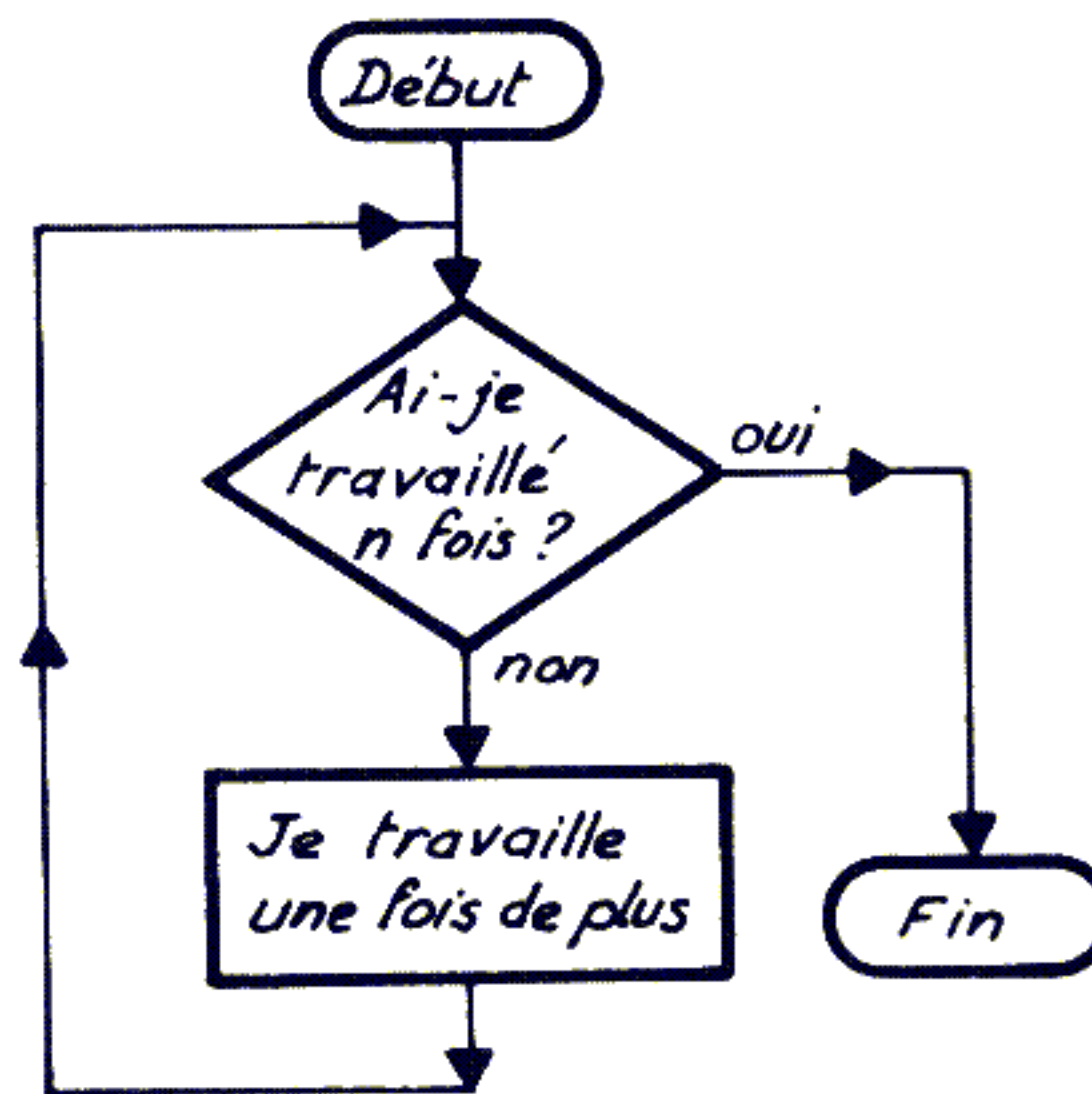 Début
Ai-je
travaillé
n fois ?
oui
non
Je travaille
une fois de plus
Fin